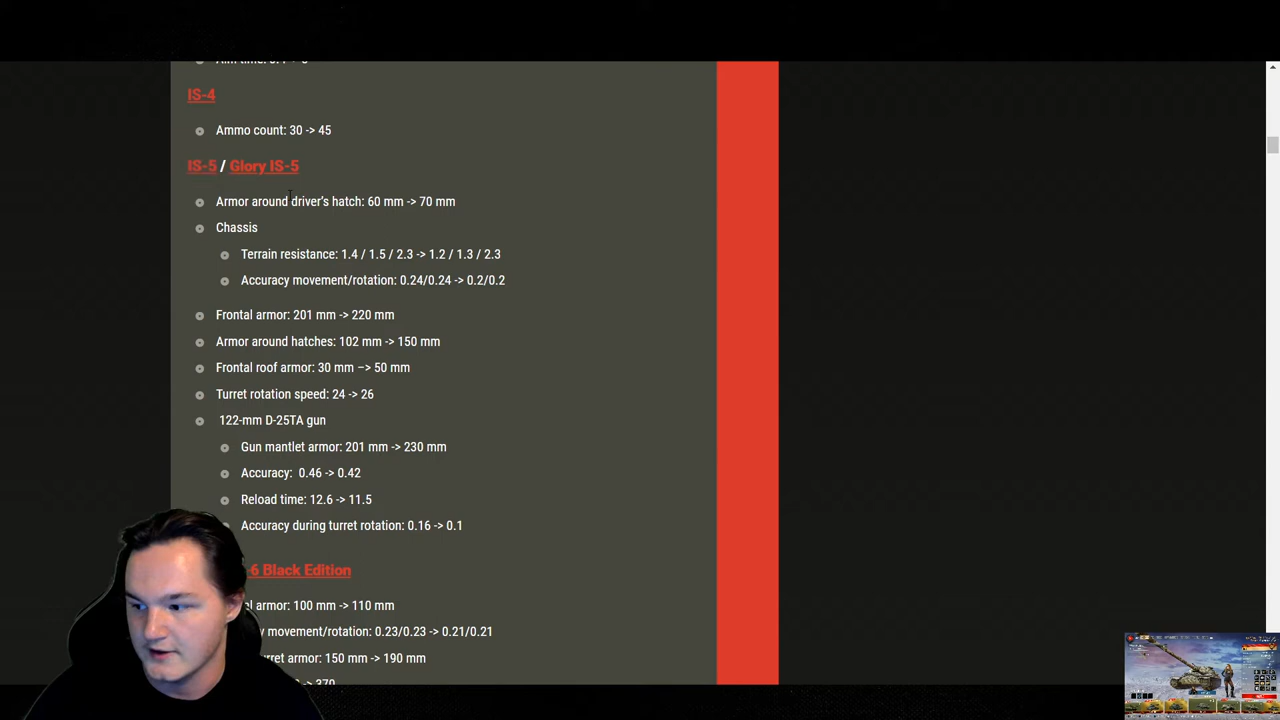 IS-4
Ammo count: 30 -> 45
IS-5 / Glory IS-5
Armor around driver's hatch: 60 mm -> 70 mm
Chassis
Terrain resistance: 1.4 / 1.5 / 2.3 -> 1.2 / 1.3 / 2.3
Accuracy movement/rotation: 0.24/0.24 -> 0.2/0.2
Frontal armor: 201 mm -> 220 mm
Armor around hatches: 102 mm -> 150 mm
Frontal roof armor: 30 mm –> 50 mm
Turret rotation speed: 24 -> 26
122-mm D-25TA gun
Gun mantlet armor: 201 mm -> 230 mm
Accuracy: 0.46 -> 0.42
Reload time: 12.6 -> 11.5
Accuracy during turret rotation: 0.16 -> 0.1
6 Black Edition
armor: 100 mm -> 110 mm
movement/rotation: 0.23/0.23 -> 0.21/0.21
turret armor: 150 mm -> 190 mm
-> 370